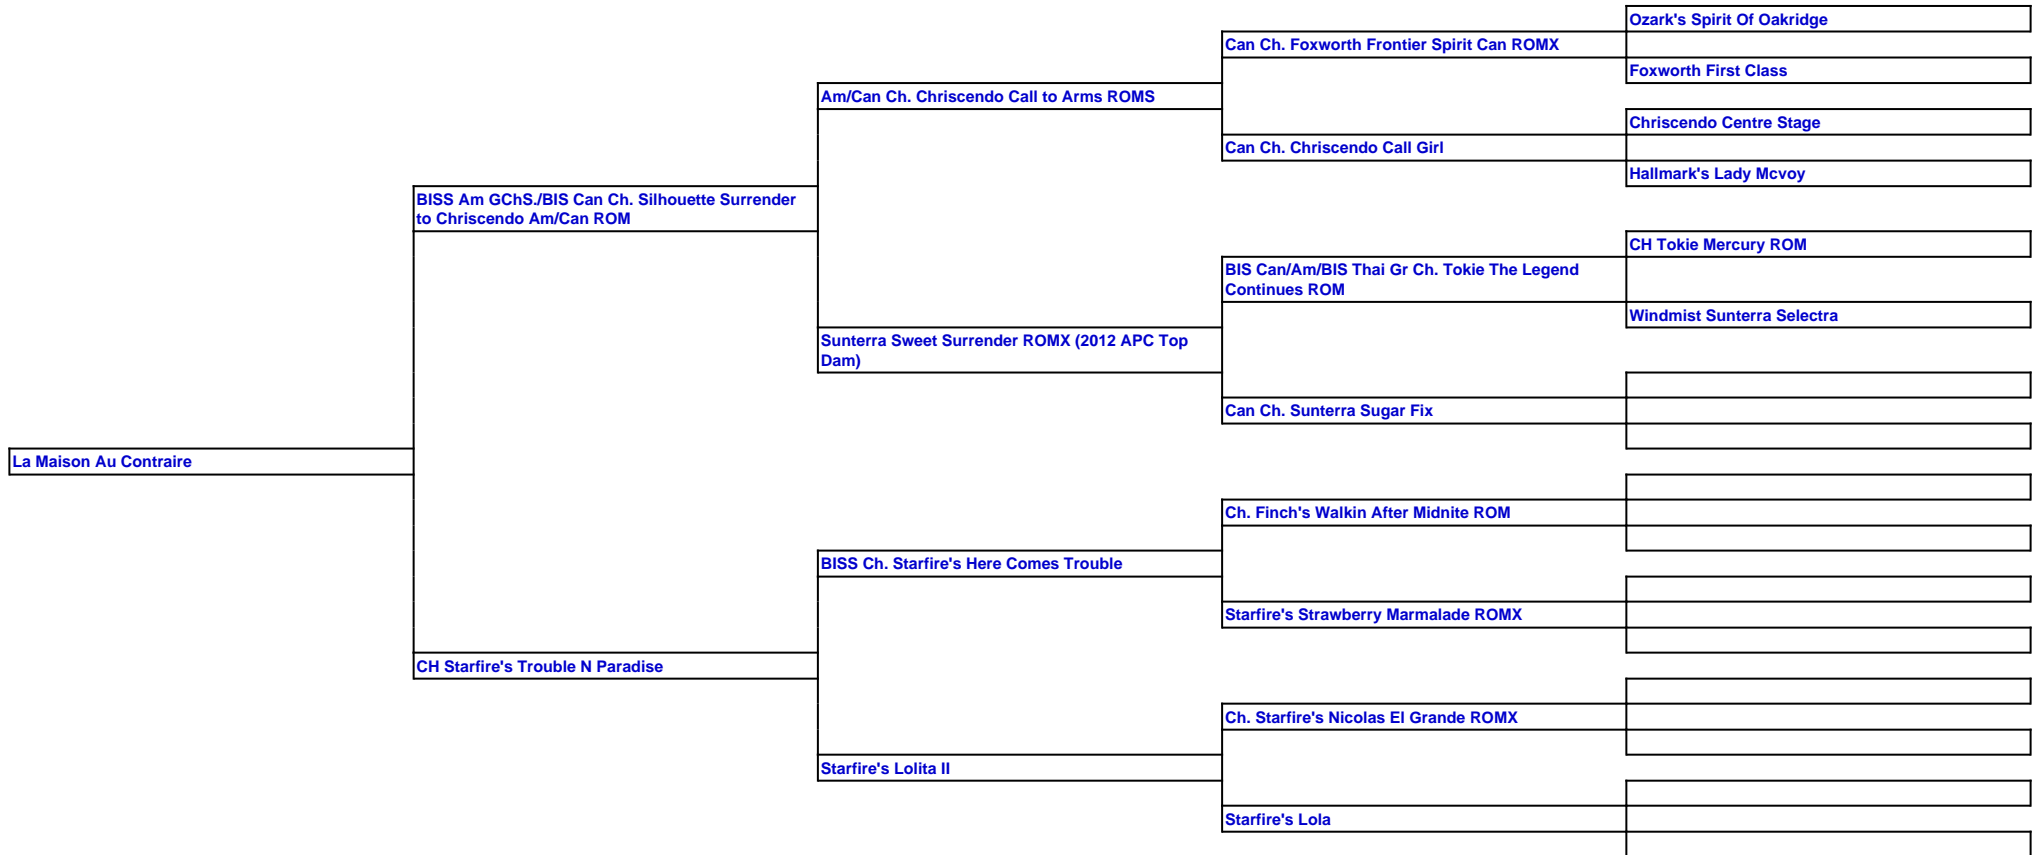 Ozark's Spirit Of Oakridge
Can Ch. Foxworth Frontier Spirit Can ROMX
Foxworth First Class
Am/Can Ch. Chriscendo Call to Arms ROMS
Chriscendo Centre Stage
Can Ch. Chriscendo Call Girl
Hallmark's Lady Mcvoy
BISS Am GChS./BIS Can Ch. Silhouette Surrender
to Chriscendo Am/Can ROM
CH Tokie Mercury ROM
BIS Can/Am/BIS Thai Gr Ch. Tokie The Legend
Continues ROM
Windmist Sunterra Selectra
Sunterra Sweet Surrender ROMX (2012 APC Top
Dam)
Can Ch. Sunterra Sugar Fix
La Maison Au Contraire
Ch. Finch's Walkin After Midnite ROM
BISS Ch. Starfire's Here Comes Trouble
Starfire's Strawberry Marmalade ROMX
CH Starfire's Trouble N Paradise
Ch. Starfire's Nicolas El Grande ROMX
Starfire's Lolita II
Starfire's Lola